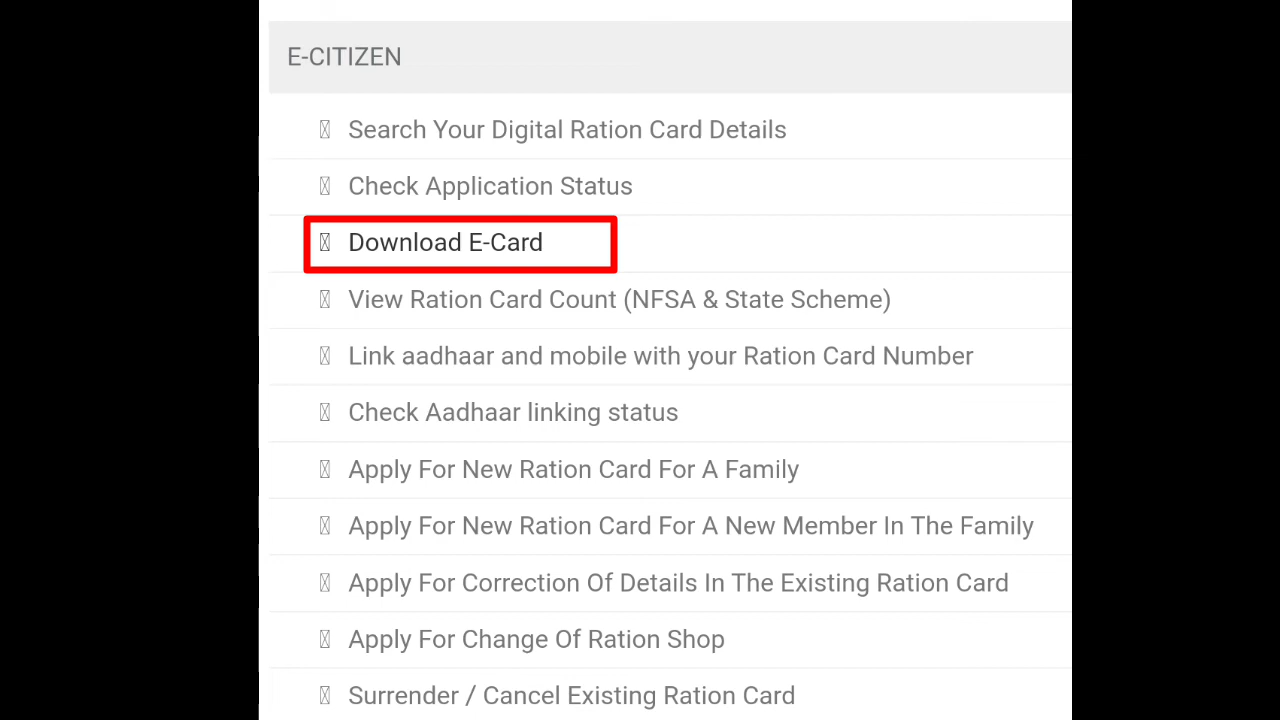 E-CITIZEN
Search Your Digital Ration Card Details
Check Application Status
Download E-Card
View Ration Card Count (NFSA & State Scheme)
Link aadhaar and mobile with your Ration Card Number
Check Aadhaar linking status
Apply For New Ration Card For A Family
Apply For New Ration Card For A New Member In The Family
Apply For Correction Of Details In The Existing Ration Card
Apply For Change Of Ration Shop
Surrender / Cancel Existing Ration Card